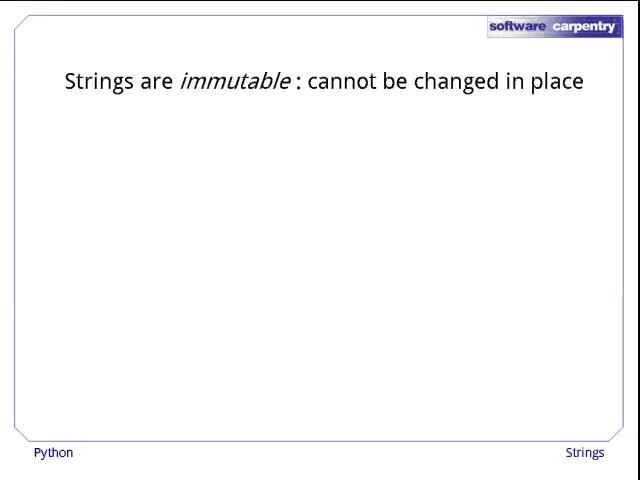 software carpentry
Strings are immutable : cannot be changed in place
Python
Strings